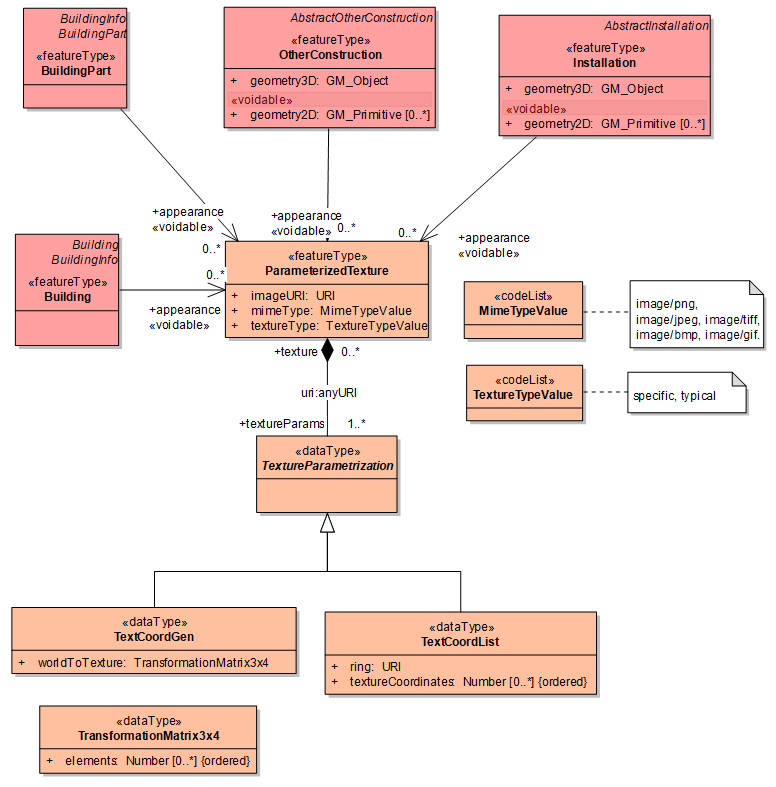 BuildingInfo
BuildingPart
«featureType»
BuildingPart
AbstractOtherConstruction
«featureType»
OtherConstruction
+ geometry3D: GM_Object
«voidable»
+ geometry2D: GM_Primitive [0..*]
AbstractInstallation
«featureType»
Installation
+ geometry3D: GM_Object
«voidable»
+ geometry2D: GM_Primitive [0..*]
+appearance
«voidable»
0..*
+appearance
«voidable»
0..*
0..*
+appearance
«voidable»
Building
BuildingInfo
«featureType»
Building
0..*
+appearance
«voidable»
«featureType»
ParameterizedTexture
+ imageURI: URI
+ mimeType: MimeTypeValue
+ textureType: TextureTypeValue
«codeList»
MimeTypeValue
image/png,
image/jpeg, image/tiff,
image/bmp, image/gif.
«codeList»
TextureTypeValue
specific, typical
+texture 0..*
uri:anyURI
+textureParams 1..*
«dataType»
TextureParametrization
«dataType»
TextCoordGen
+ worldToTexture: TransformationMatrix3x4
«dataType»
TextCoordList
+ ring: URI
+ textureCoordinates: Number [0..*] {ordered}
«dataType»
TransformationMatrix3x4
+ elements: Number [0..*] {ordered}